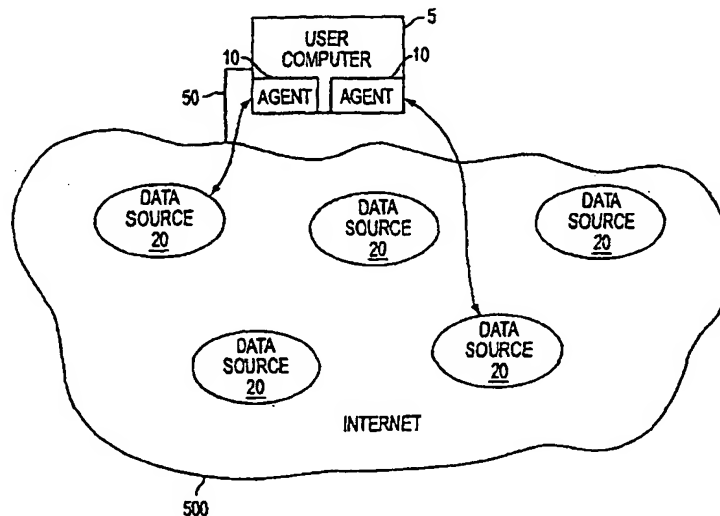 5
USER
COMPUTER
10
10
50
AGENT
AGENT
DATA
SOURCE
20
DATA
SOURCE
20
DATA
SOURCE
20
DATA
SOURCE
20
DATA
SOURCE
20
INTERNET
500